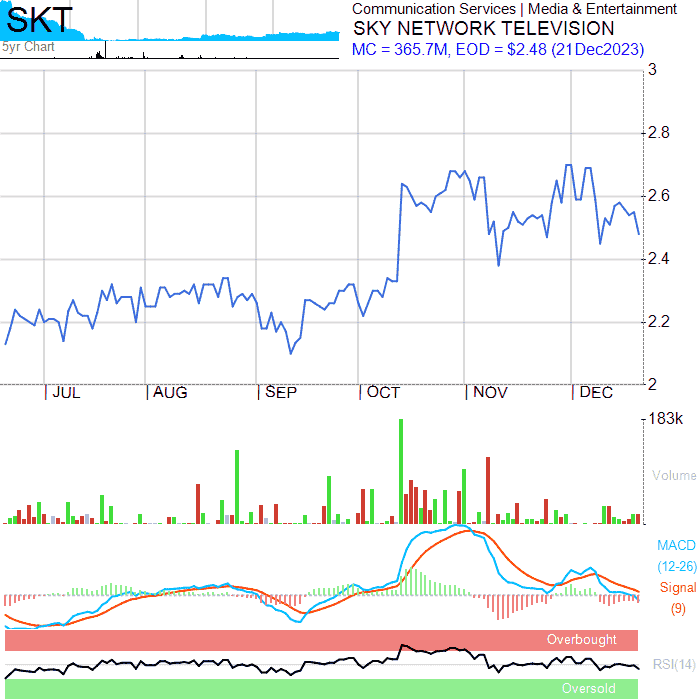 SKT
5yr Chart
Communication Services | Media & Entertainment
SKY NETWORK TELEVISION
MC = 365.7M, EOD = $2.48 (21Dec2023)
3
2.8
2.6
2.4
2.2
2
JUL AUG SEP OCT NOV DEC
183k
Volume
MACD
(12-26)
Signal
(9)
Overbought
RSI(14)
Oversold